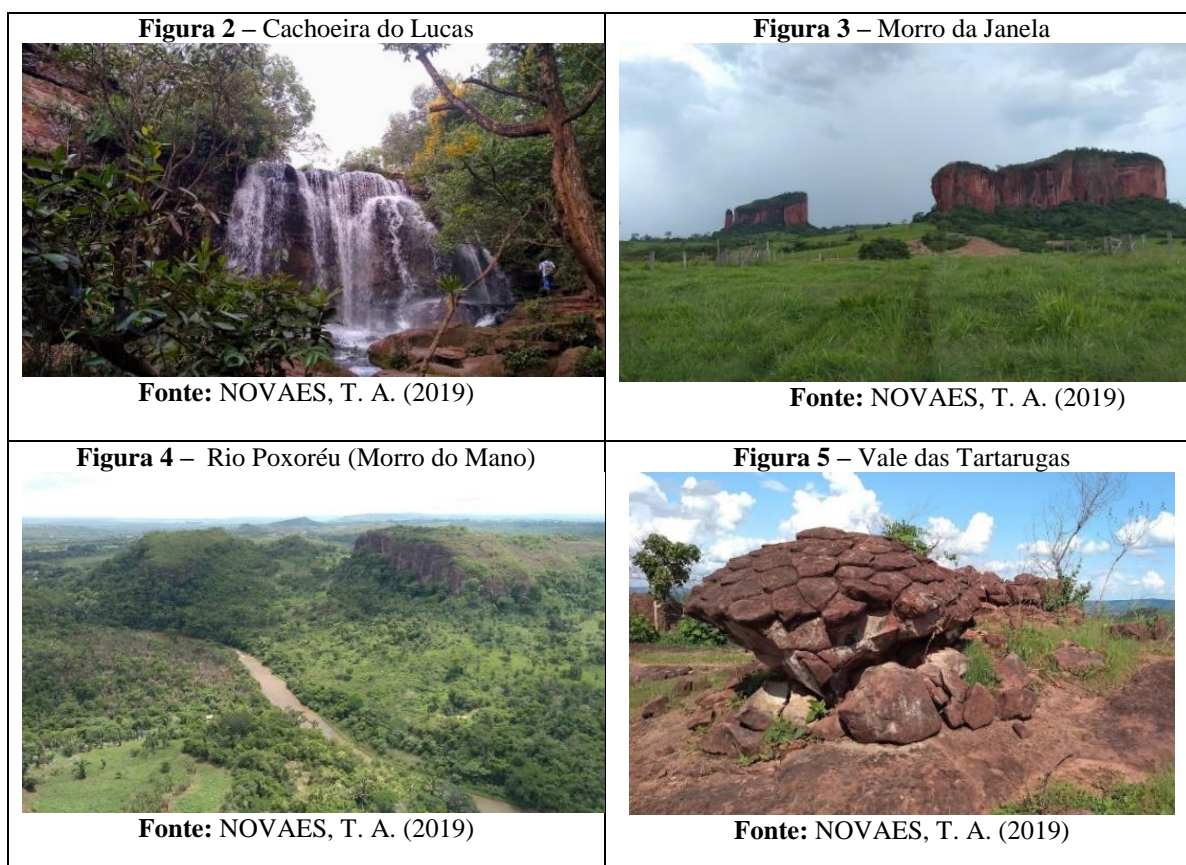 Figura 2 – Cachoeira do Lucas
Fonte: NOVAES, T. A. (2019)
Figura 3 – Morro da Janela
Fonte: NOVAES, T. A. (2019)
Figura 4 – Rio Poxoréu (Morro do Mano)
Fonte: NOVAES, T. A. (2019)
Figura 5 – Vale das Tartarugas
Fonte: NOVAES, T. A. (2019)